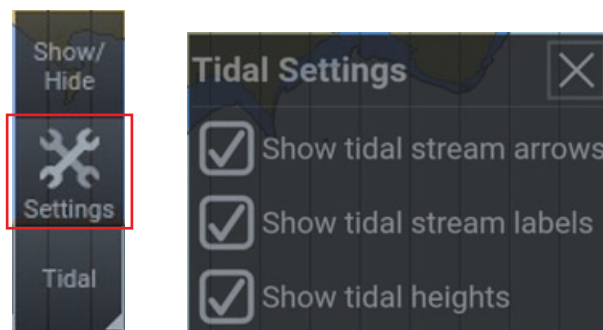 Show/
Hide
Settings
Tidal
Tidal Settings
Show tidal stream arrows
Show tidal stream labels
Show tidal heights